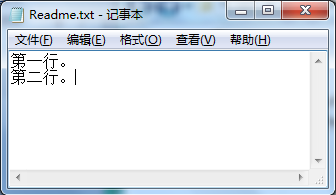 Readme.txt - 记事本
文件(F) 编辑(E) 格式(O) 查看(V) 帮助(H)
第一行。
第二行。